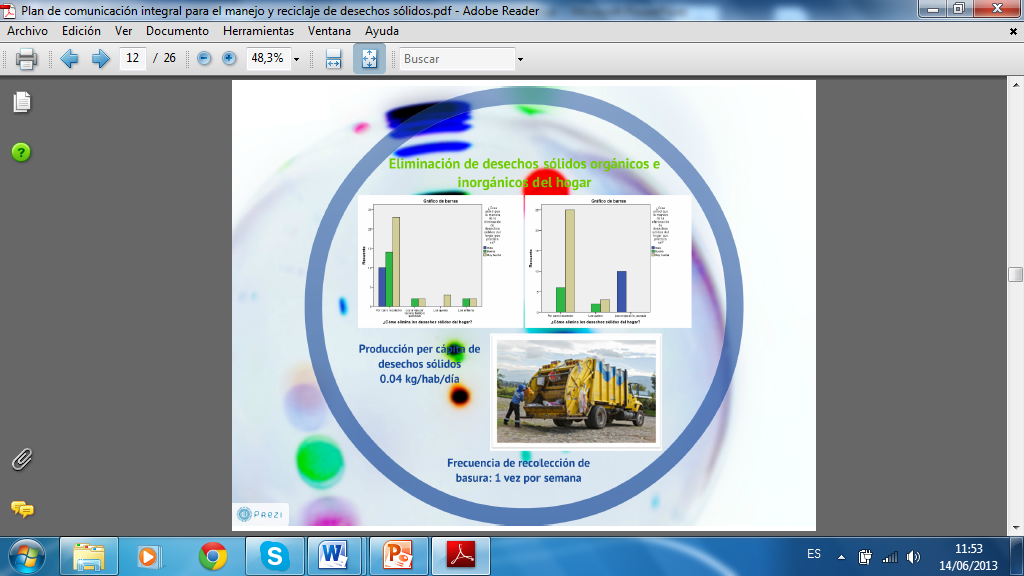 Plan de comunicación integral para el manejo y reciclaje de desechos sólidos.pdf - Adobe Reader
Archivo Edición Ver Documento Herramientas Ventana Ayuda
12 / 26 48,3% Buscar
Eliminación de desechos sólidos orgánicos e
inorgánicos del hogar
Gráfico de barras
Recuento
¿Cómo elimina los desechos sólidos del hogar?
Gráfico de barras
Recuento
¿Cómo elimina los desechos sólidos del hogar?
Producción per cápita de
desechos sólidos
0.04 kg/hab/día
Frecuencia de recolección de
basura: 1 vez por semana
PREZI
ES
11:53
14/06/2013